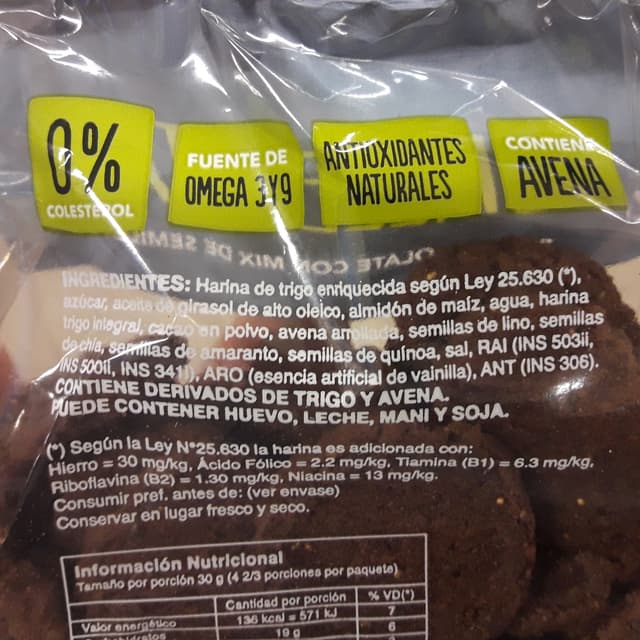 0%
COLESTEROL
FUENTE DE
OMEGA 3Y9
ANTIOXIDANTES
NATURALES
CONTIENE
AVENA
OLATE CON MIX DE SEMI
INGREDIENTES: Harina de trigo enriquecida según Ley 25.630 (*),
azúcar, aceite de girasol de alto oleico, almidón de maíz, agua, harina
trigo integral, cacao en polvo, avena arrollada, semillas de lino, semillas
de chía, semillas de amaranto, semillas de quínoa, sal, RAI (INS 503ii,
INS 500ii, INS 341i), ARO (esencia artificial de vainilla), ANT (INS 306).
CONTIENE DERIVADOS DE TRIGO Y AVENA.
PUEDE CONTENER HUEVO, LECHE, MANI Y SOJA.
(*) Según la Ley N°25.630 la harina es adicionada con:
Hierro = 30 mg/kg, Ácido Fólico = 2.2 mg/kg, Tiamina (B1) = 6.3 mg/kg,
Riboflavina (B2) = 1.30 mg/kg, Niacina = 13 mg/kg.
Consumir pref. antes de: (ver envase)
Conservar en lugar fresco y seco.
Información Nutricional
Tamaño por porción 30 g (4 2/3 porciones por paquete)
Cantidad por porción % VD(*)
Valor energético 136 kcal = 571 kJ 7
19 g 6